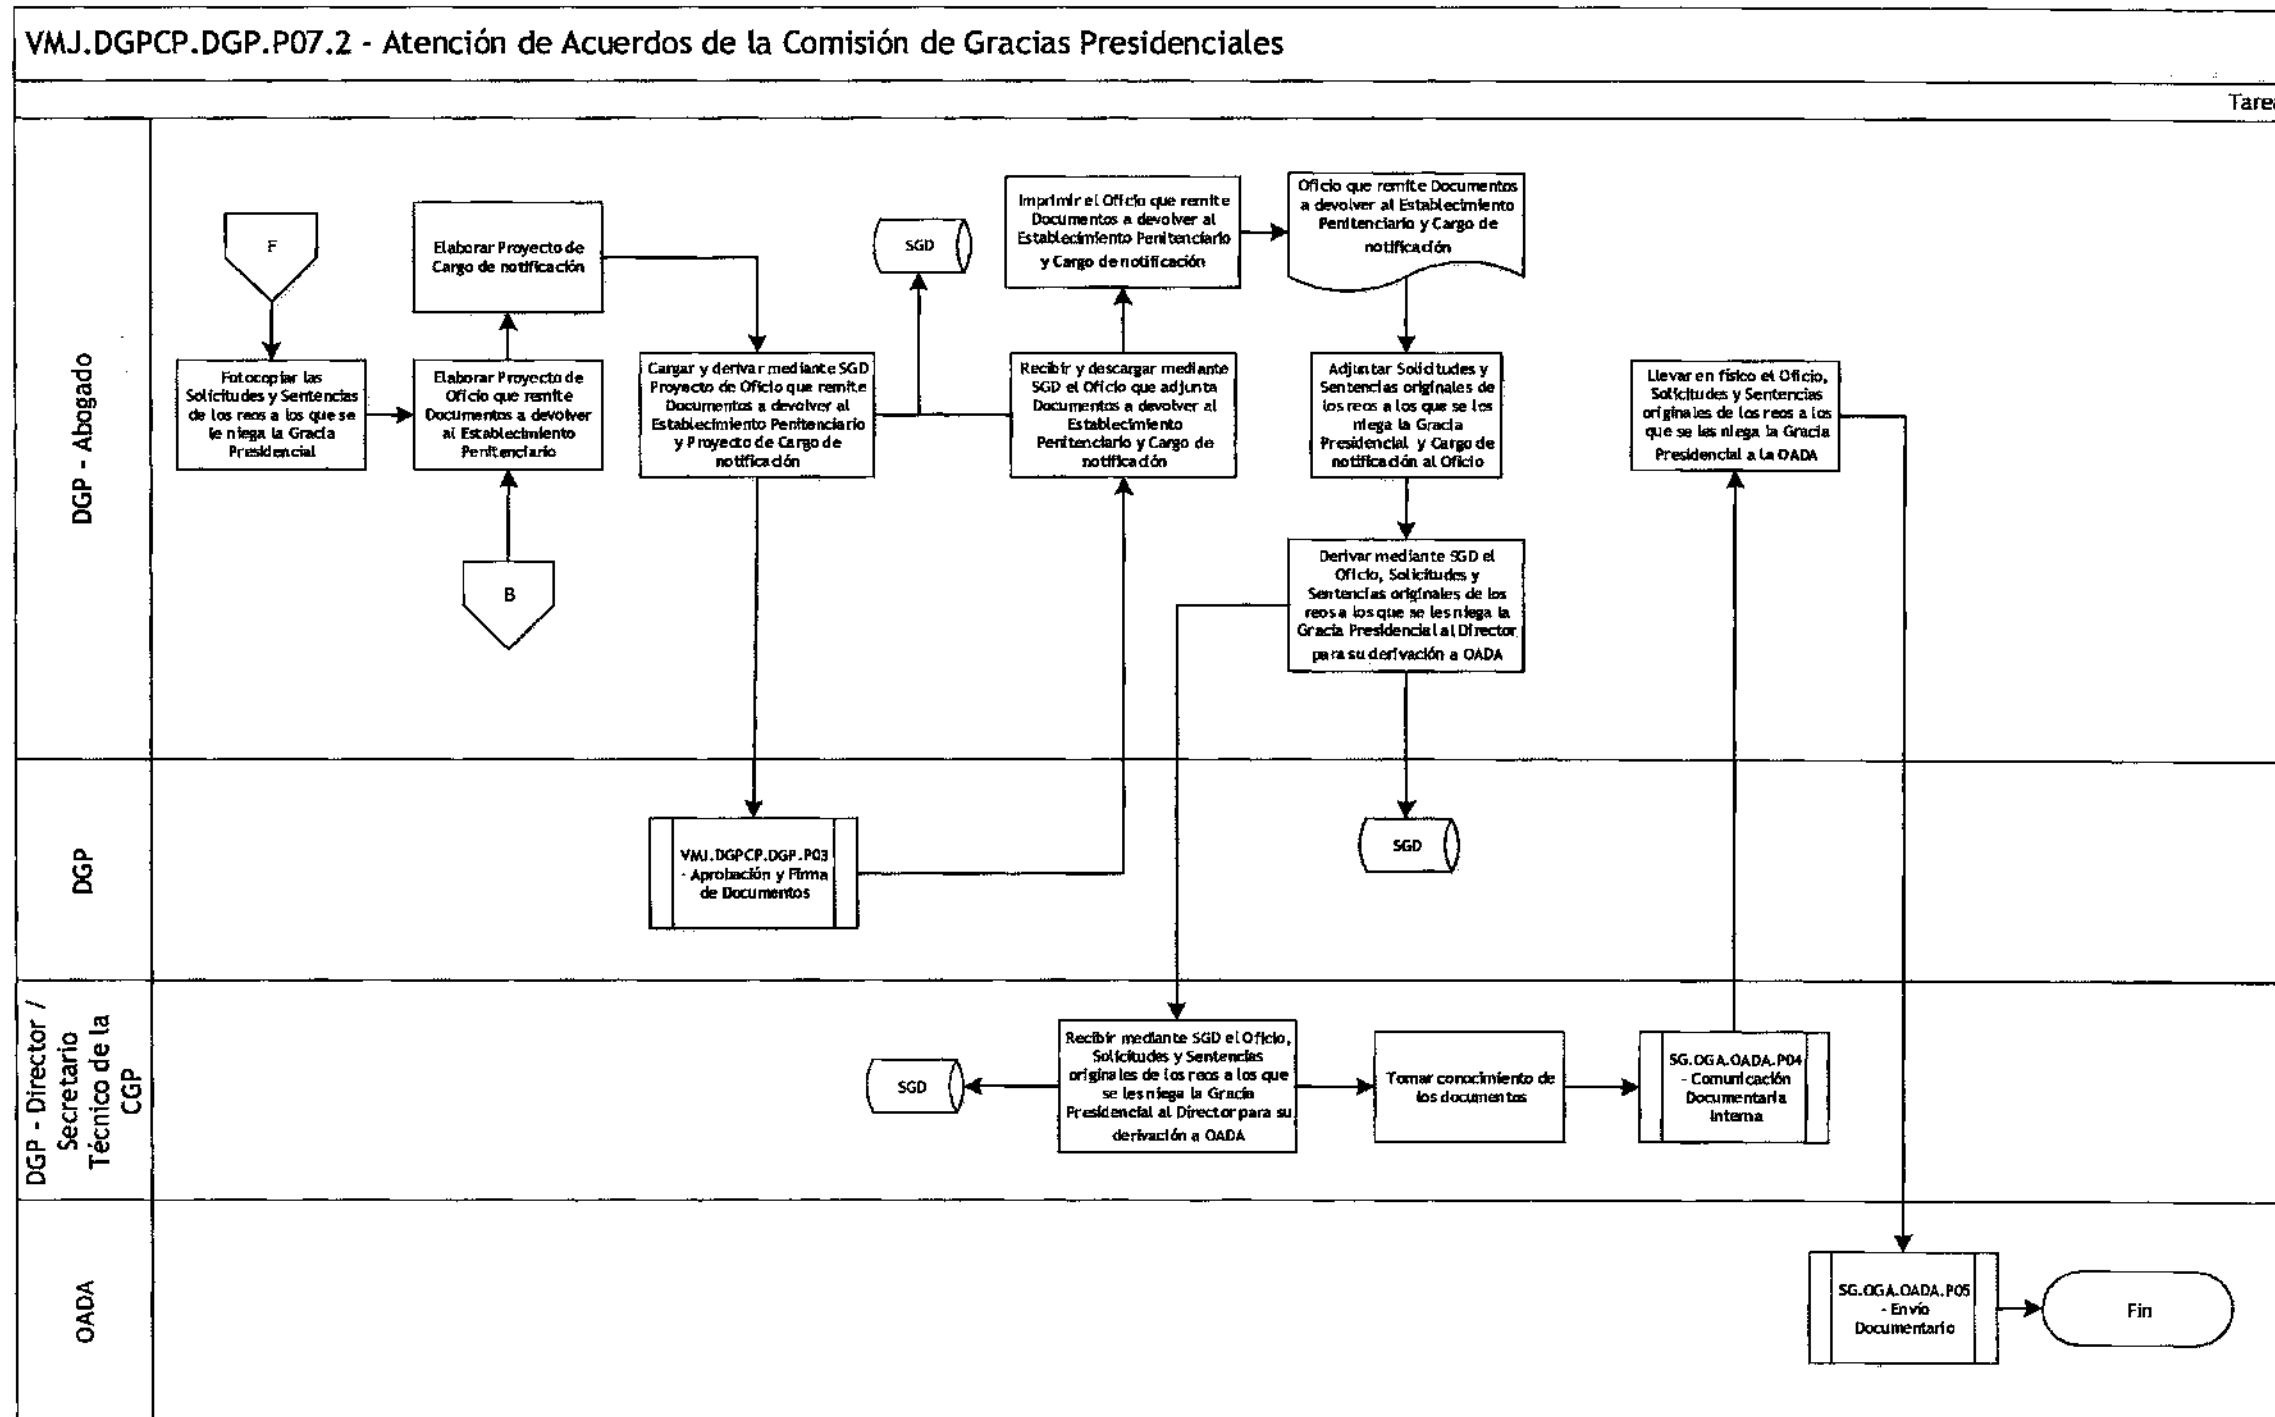 VMJ.DGPCP.DGP.P07.2 - Atención de Acuerdos de la Comisión de Gracias Presidenciales
Tarea
DGP - Abogado
F
Fotocopiar las
Solicitudes y Sentencias
de los reos a los que se
le niega la Gracia
Presidencial
Elaborar Proyecto de
Cargo de notificación
Elaborar Proyecto de
Oficio que remite
Documentos a devolver
al Establecimiento
Penitenciario
B
Cargar y derivar mediante SGD
Proyecto de Oficio que remite
Documentos a devolver al
Establecimiento Penitenciario
y Proyecto de Cargo de
notificación
SGD
Imprimir el Oficio que remite
Documentos a devolver al
Establecimiento Penitenciario
y Cargo de notificación
Recibir y descargar mediante
SGD el Oficio que adjunta
Documentos a devolver al
Establecimiento
Penitenciario y Cargo de
notificación
Oficio que remite Documentos
a devolver al Establecimiento
Penitenciario y Cargo de
notificación
Adjuntar Solicitudes y
Sentencias originales de
los reos a los que se les
niega la Gracia
Presidencial y Cargo de
notificación al Oficio
Derivar mediante SGD el
Oficio, Solicitudes y
Sentencias originales de los
reos a los que se les niega la
Gracia Presidencial al Director
para su derivación a OADA
Llevar en físico el Oficio,
Solicitudes y Sentencias
originales de los reos a los
que se les niega la Gracia
Presidencial a la OADA
DGP
VMJ.DGPCP.DGP.P03
- Aprobación y Firma
de Documentos
SGD
DGP - Director /
Secretario
Técnico de la
CGP
SGD
Recibir mediante SGD el Oficio,
Solicitudes y Sentencias
originales de los reos a los que
se les niega la Gracia
Presidencial al Director para su
derivación a OADA
Tomar conocimiento de
los documentos
SG.OGA.OADA.P04
- Comunicación
Documentaria
Interna
OADA
SG.OGA.OADA.P05
- Envío
Documentario
Fin